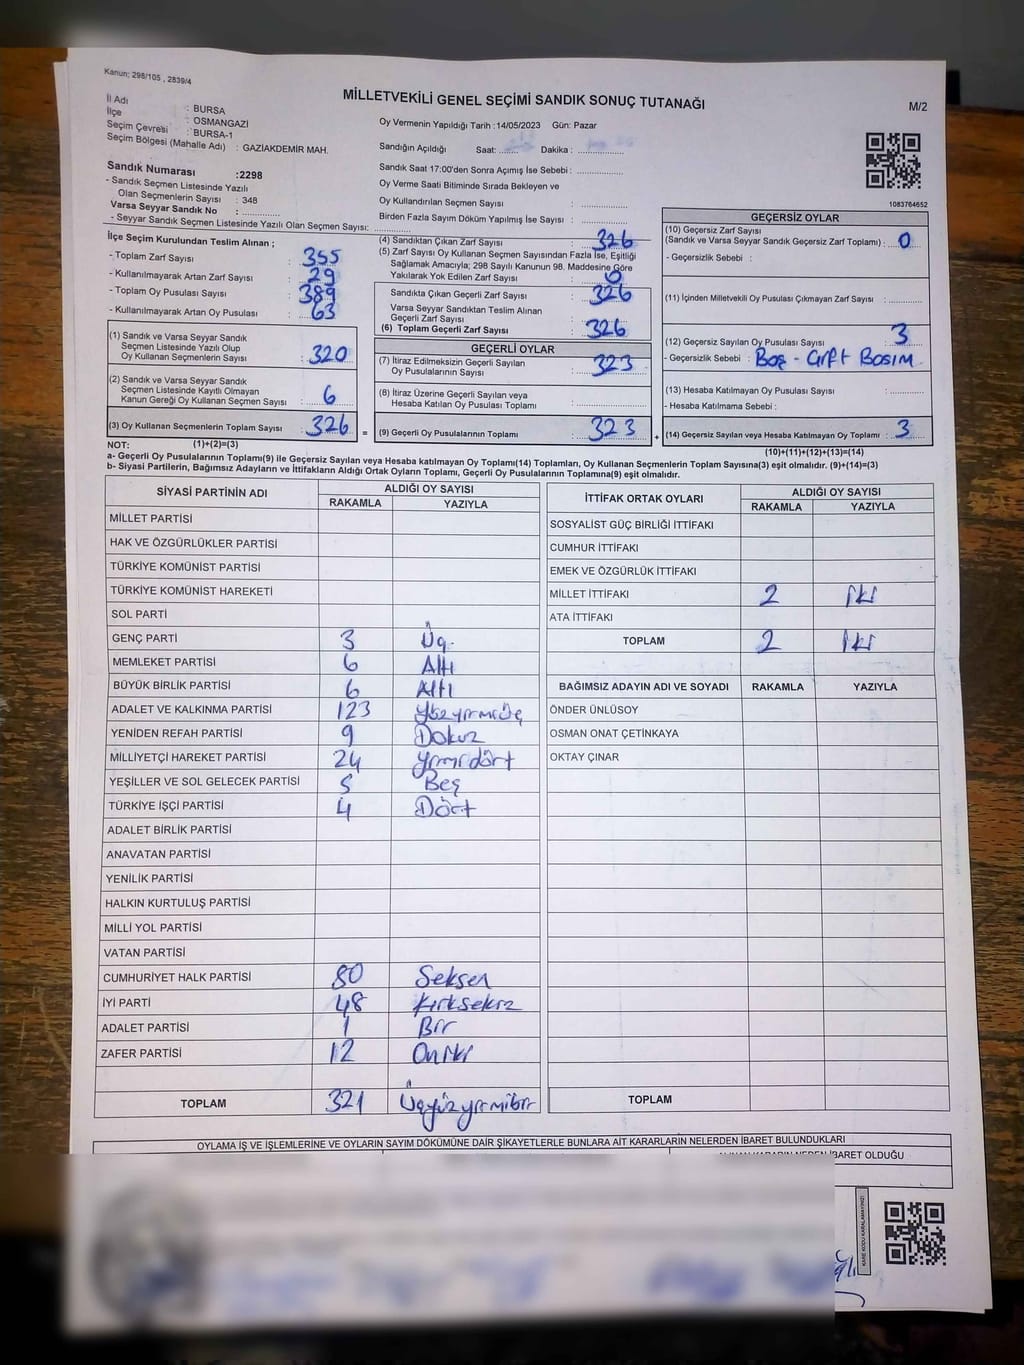 Kanun; 298/105 , 2839/4
MİLLETVEKİLİ GENEL SEÇİMİ SANDIK SONUÇ TUTANAĞI
M/2
İl Adı : BURSA
İlçe : OSMANGAZİ
Seçim Çevresi : BURSA-1
Seçim Bölgesi (Mahalle Adı) : GAZİAKDEMİR MAH.
Oy Vermenin Yapıldığı Tarih :14/05/2023 Gün: Pazar
Sandığın Açıldığı Saat: ........ Dakika : ................
Sandık Saat 17:00'den Sonra Açımış İse Sebebi : ................
Oy Verme Saati Bitiminde Sırada Bekleyen ve
Oy Kullandırılan Seçmen Sayısı : ................
Birden Fazla Sayım Döküm Yapılmış İse Sayısı : ................
1083764652
Sandık Numarası :2298
- Sandık Seçmen Listesinde Yazılı
Olan Seçmenlerin Sayısı : 348
Varsa Seyyar Sandık No : ................
- Seyyar Sandık Seçmen Listesinde Yazılı Olan Seçmen Sayısı: ................
İlçe Seçim Kurulundan Teslim Alınan ;
- Toplam Zarf Sayısı : 355
- Kullanılmayarak Artan Zarf Sayısı : 29
- Toplam Oy Pusulası Sayısı : 389
- Kullanılmayarak Artan Oy Pusulası : 63
(1) Sandık ve Varsa Seyyar Sandık
Seçmen Listesinde Yazılı Olup
Oy Kullanan Seçmenlerin Sayısı : 320
(2) Sandık ve Varsa Seyyar Sandık
Seçmen Listesinde Kayıtlı Olmayan
Kanun Gereği Oy Kullanan Seçmen Sayısı : 6
(3) Oy Kullanan Seçmenlerin Toplam Sayısı : 326 =
(4) Sandıktan Çıkan Zarf Sayısı : 326
(5) Zarf Sayısı Oy Kullanan Seçmen Sayısından Fazla İse, Eşitliği
Sağlamak Amacıyla; 298 Sayılı Kanunun 98. Maddesine Göre
Yakılarak Yok Edilen Zarf Sayısı : 0
Sandıkta Çıkan Geçerli Zarf Sayısı : 326
Varsa Seyyar Sandıktan Teslim Alınan
Geçerli Zarf Sayısı :
(6) Toplam Geçerli Zarf Sayısı : 326
GEÇERLİ OYLAR
(7) İtiraz Edilmeksizin Geçerli Sayılan
Oy Pusulalarının Sayısı : 323
(8) İtiraz Üzerine Geçerli Sayılan veya
Hesaba Katılan Oy Pusulası Toplamı : ................
(9) Geçerli Oy Pusulalarının Toplamı : 323 +
GEÇERSİZ OYLAR
(10) Geçersiz Zarf Sayısı
(Sandık ve Varsa Seyyar Sandık Geçersiz Zarf Toplamı) : 0
- Geçersizlik Sebebi :
(11) İçinden Milletvekili Oy Pusulası Çıkmayan Zarf Sayısı : ............
(12) Geçersiz Sayılan Oy Pusulası Sayısı : 3
- Geçersizlik Sebebi : Boş - Çift Basım
(13) Hesaba Katılmayan Oy Pusulası Sayısı : ............
- Hesaba Katılmama Sebebi :
(14) Geçersiz Sayılan veya Hesaba Katılmayan Oy Toplamı : 3
NOT: (1)+(2)=(3)
(10)+(11)+(12)+(13)=(14)
a- Geçerli Oy Pusulalarının Toplamı(9) ile Geçersiz Sayılan veya Hesaba katılmayan Oy Toplamı(14) Toplamları, Oy Kullanan Seçmenlerin Toplam Sayısına(3) eşit olmalıdır. (9)+(14)=(3)
b- Siyasi Partilerin, Bağımsız Adayların ve İttifakların Aldığı Ortak Oyların Toplamı, Geçerli Oy Pusulalarının Toplamına(9) eşit olmalıdır.
SİYASİ PARTİNİN ADI ALDIĞI OY SAYISI
RAKAMLA YAZIYLA
MİLLET PARTİSİ
HAK VE ÖZGÜRLÜKLER PARTİSİ
TÜRKİYE KOMÜNİST PARTİSİ
TÜRKİYE KOMÜNİST HAREKETİ
SOL PARTİ
GENÇ PARTİ 3 Üç
MEMLEKET PARTİSİ 6 Altı
BÜYÜK BİRLİK PARTİSİ 6 Altı
ADALET VE KALKINMA PARTİSİ 123 Yüzyirmiüç
YENİDEN REFAH PARTİSİ 9 Dokuz
MİLLİYETÇİ HAREKET PARTİSİ 24 Yirmidört
YEŞİLLER VE SOL GELECEK PARTİSİ 5 Beş
TÜRKİYE İŞÇİ PARTİSİ 4 Dört
ADALET BİRLİK PARTİSİ
ANAVATAN PARTİSİ
YENİLİK PARTİSİ
HALKIN KURTULUŞ PARTİSİ
MİLLİ YOL PARTİSİ
VATAN PARTİSİ
CUMHURİYET HALK PARTİSİ 80 Seksen
İYİ PARTİ 48 Kırksekiz
ADALET PARTİSİ 1 Bir
ZAFER PARTİSİ 12 Oniki
TOPLAM 321 Üçyüzyirmibir
İTTİFAK ORTAK OYLARI ALDIĞI OY SAYISI
RAKAMLA YAZIYLA
SOSYALİST GÜÇ BİRLİĞİ İTTİFAKI
CUMHUR İTTİFAKI
EMEK VE ÖZGÜRLÜK İTTİFAKI
MİLLET İTTİFAKI 2 İki
ATA İTTİFAKI
TOPLAM 2 İki
BAĞIMSIZ ADAYIN ADI VE SOYADI RAKAMLA YAZIYLA
ÖNDER ÜNLÜSOY
OSMAN ONAT ÇETİNKAYA
OKTAY ÇINAR
TOPLAM
OYLAMA İŞ VE İŞLEMLERİNE VE OYLARIN SAYIM DÖKÜMÜNE DAİR ŞİKAYETLERLE BUNLARA AİT KARARLARIN NELERDEN İBARET BULUNDUKLARI
İBARET OLDUĞU